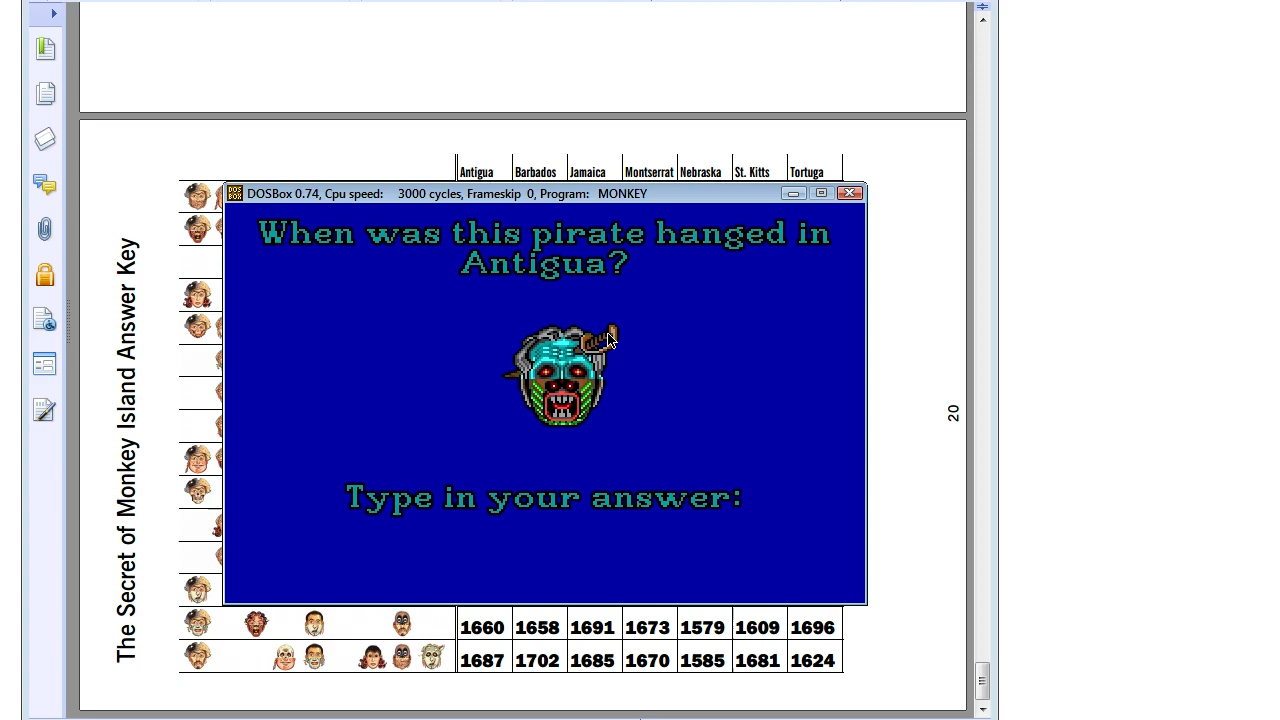 Antigua Barbados Jamaica Montserrat Nebraska St. Kitts Tortuga
DOSBox 0.74, Cpu speed: 3000 cycles, Frameskip 0, Program: MONKEY
When was this pirate hanged in
Antigua?
Type in your answer:
1660 1658 1691 1673 1579 1609 1696
1687 1702 1685 1670 1585 1681 1624
The Secret of Monkey Island Answer Key
20